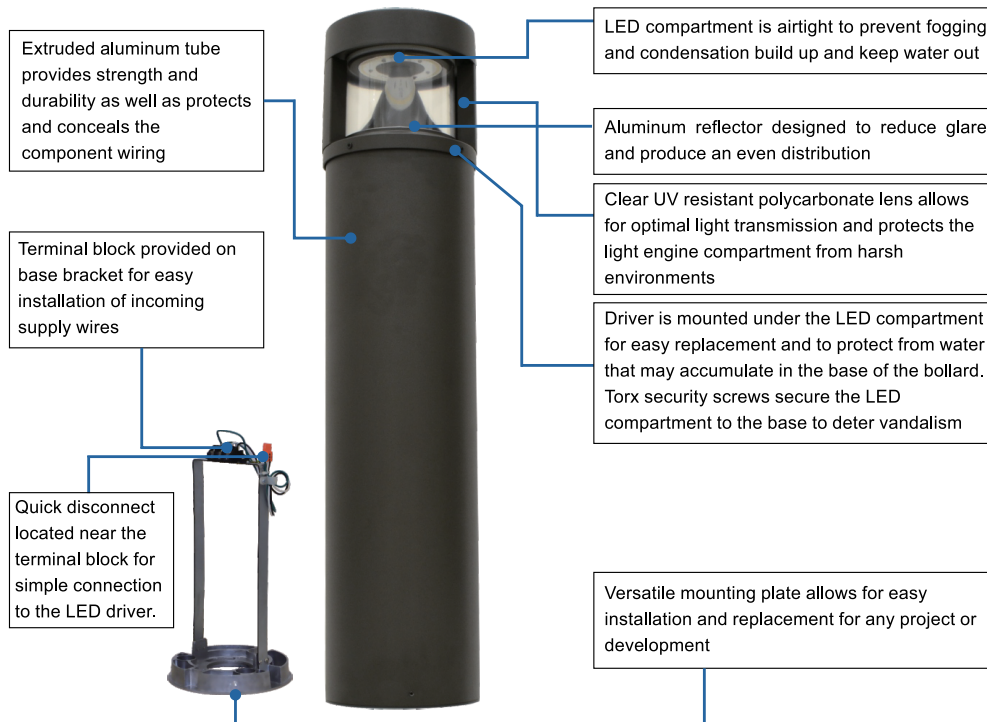 Extruded aluminum tube
provides strength and
durability as well as protects
and conceals the
component wiring
Terminal block provided on
base bracket for easy
installation of incoming
supply wires
Quick disconnect
located near the
terminal block for
simple connection
to the LED driver.
LED compartment is airtight to prevent fogging
and condensation build up and keep water out
Aluminum reflector designed to reduce glare
and produce an even distribution
Clear UV resistant polycarbonate lens allows
for optimal light transmission and protects the
light engine compartment from harsh
environments
Driver is mounted under the LED compartment
for easy replacement and to protect from water
that may accumulate in the base of the bollard.
Torx security screws secure the LED
compartment to the base to deter vandalism
Versatile mounting plate allows for easy
installation and replacement for any project or
development